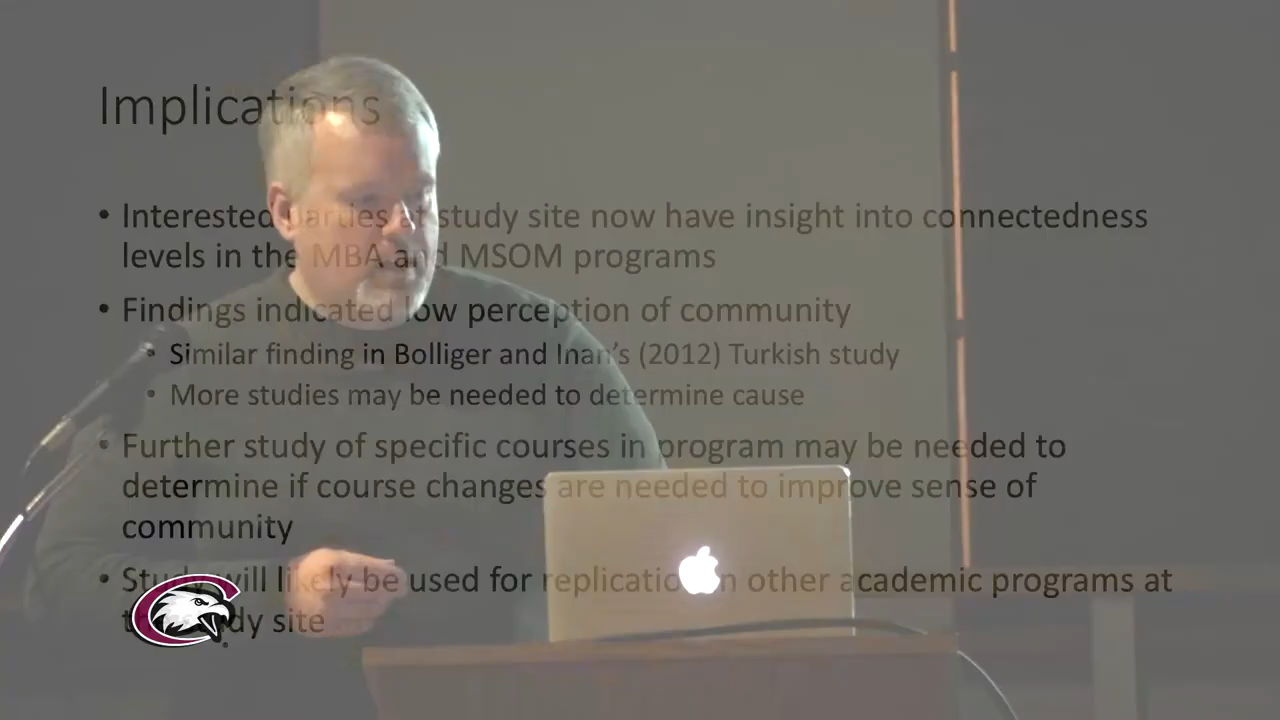 Implications
• Interested parties at study site now have insight into connectedness
levels in the MBA and MSOM programs
• Findings indicated low perception of community
• Similar finding in Bolliger and Inan's (2012) Turkish study
• More studies may be needed to determine cause
• Further study of specific courses in program may be needed to
determine if course changes are needed to improve sense of
community
• Study will likely be used for replication in other academic programs at
the study site